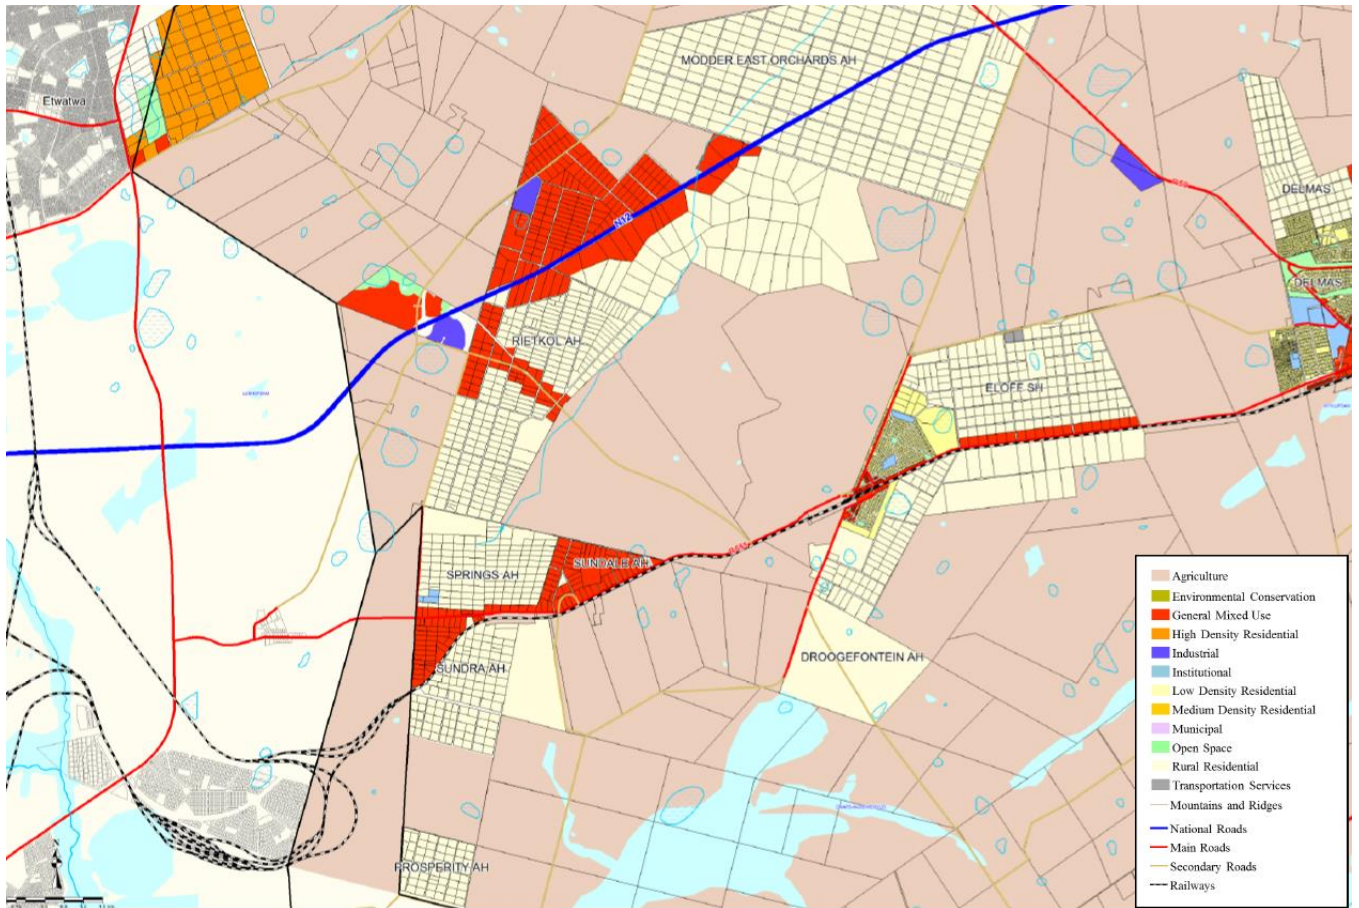 MODDER EAST ORCHARDS AH
Etwatwa
DELMAS
N12
DELMAS
RIETKOL AH
ELOFF SH
SUNDALE AH
SPRINGS AH
DROOGEFONTEIN AH
SUNDRA AH
PROSPERITY AH
Agriculture
Environmental Conservation
General Mixed Use
High Density Residential
Industrial
Institutional
Low Density Residential
Medium Density Residential
Municipal
Open Space
Rural Residential
Transportation Services
Mountains and Ridges
National Roads
Main Roads
Secondary Roads
Railways